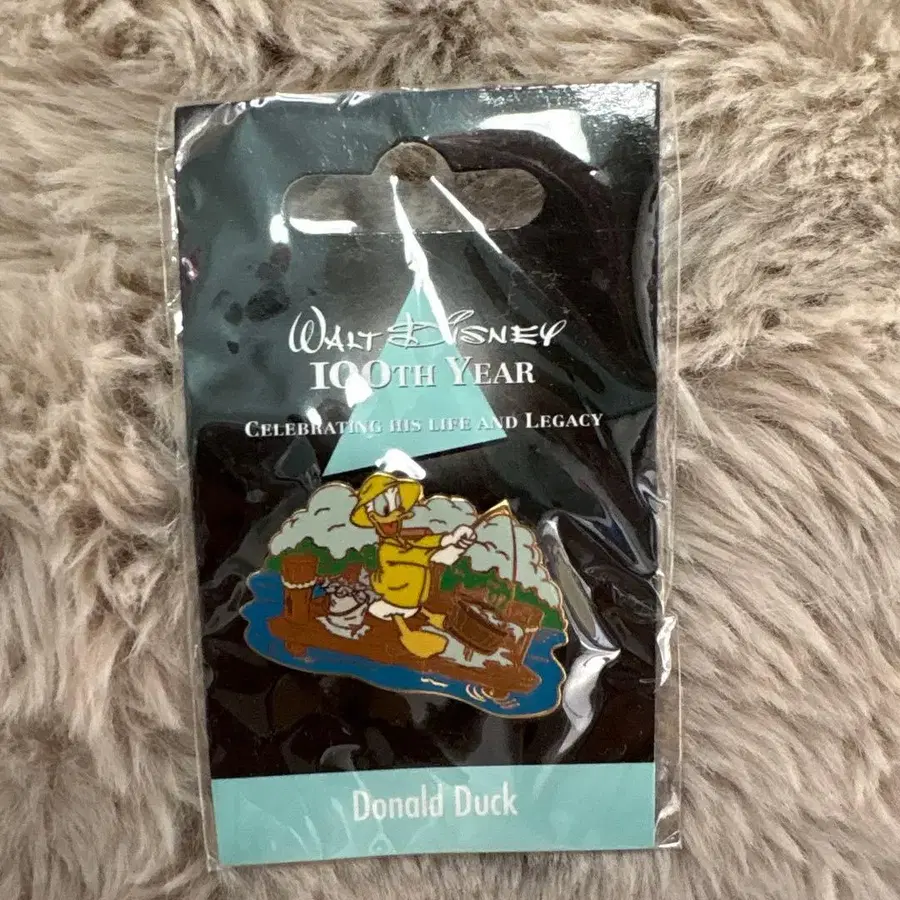 WALT DISNEY
100TH YEAR
CELEBRATING HIS LIFE AND LEGACY
Donald Duck